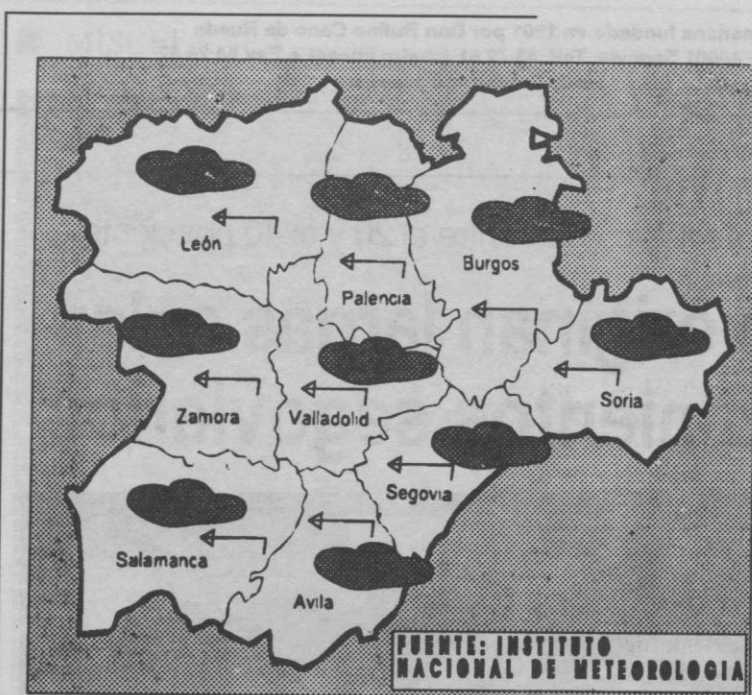 León
Palencia
Burgos
Zamora
Valladolid
Soria
Segovia
Salamanca
Avila
FUENTE: INSTITUTO
NACIONAL DE METEOROLOGIA